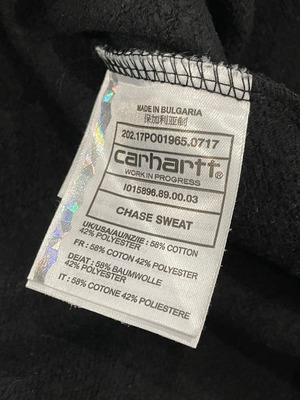 MADE IN BULGARIA
保加利亚制
202.17PO01965.0717
carhartt
WORK IN PROGRESS
I015896.89.00.03
CHASE SWEAT
UK/USA/AU/NZ/IE : 58% COTTON
42% POLYESTER
FR : 58% COTON 42% POLYESTER
DE/AT : 58% BAUMWOLLE
42% POLYESTER
IT : 58% COTONE 42% POLIESTERE